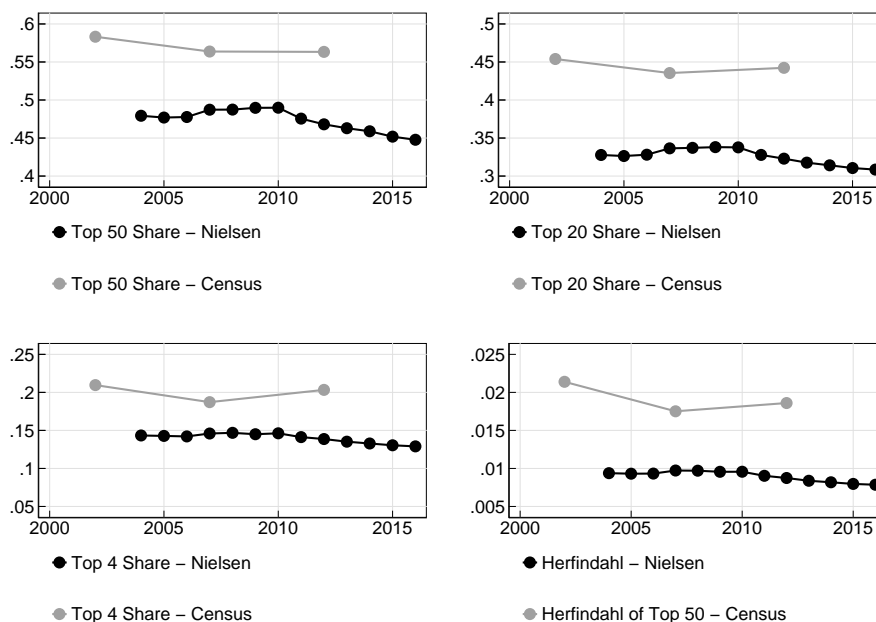 .6
.55
.5
.45
.4
2000 2005 2010 2015
Top 50 Share – Nielsen
Top 50 Share – Census
.5
.45
.4
.35
.3
2000 2005 2010 2015
Top 20 Share – Nielsen
Top 20 Share – Census
.25
.2
.15
.1
.05
2000 2005 2010 2015
Top 4 Share – Nielsen
Top 4 Share – Census
.025
.02
.015
.01
.005
2000 2005 2010 2015
Herfindahl – Nielsen
Herfindahl of Top 50 – Census